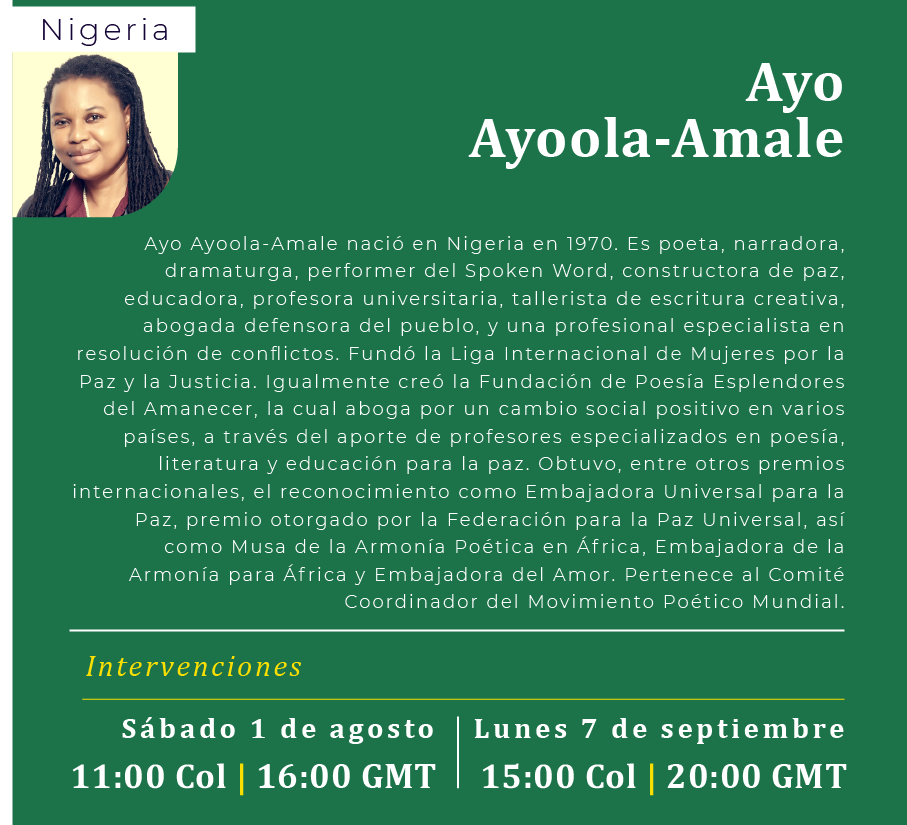 Nigeria
Ayo
Ayoola-Amale
Ayo Ayoola-Amale nació en Nigeria en 1970. Es poeta, narradora,
dramaturga, performer del Spoken Word, constructora de paz,
educadora, profesora universitaria, tallerista de escritura creativa,
abogada defensora del pueblo, y una profesional especialista en
resolución de conflictos. Fundó la Liga Internacional de Mujeres por la
Paz y la Justicia. Igualmente creó la Fundación de Poesía Esplendores
del Amanecer, la cual aboga por un cambio social positivo en varios
países, a través del aporte de profesores especializados en poesía,
literatura y educación para la paz. Obtuvo, entre otros premios
internacionales, el reconocimiento como Embajadora Universal para la
Paz, premio otorgado por la Federación para la Paz Universal, así
como Musa de la Armonía Poética en África, Embajadora de la
Armonía para África y Embajadora del Amor. Pertenece al Comité
Coordinador del Movimiento Poético Mundial.
Intervenciones
Sábado 1 de agosto
11:00 Col | 16:00 GMT
Lunes 7 de septiembre
15:00 Col | 20:00 GMT